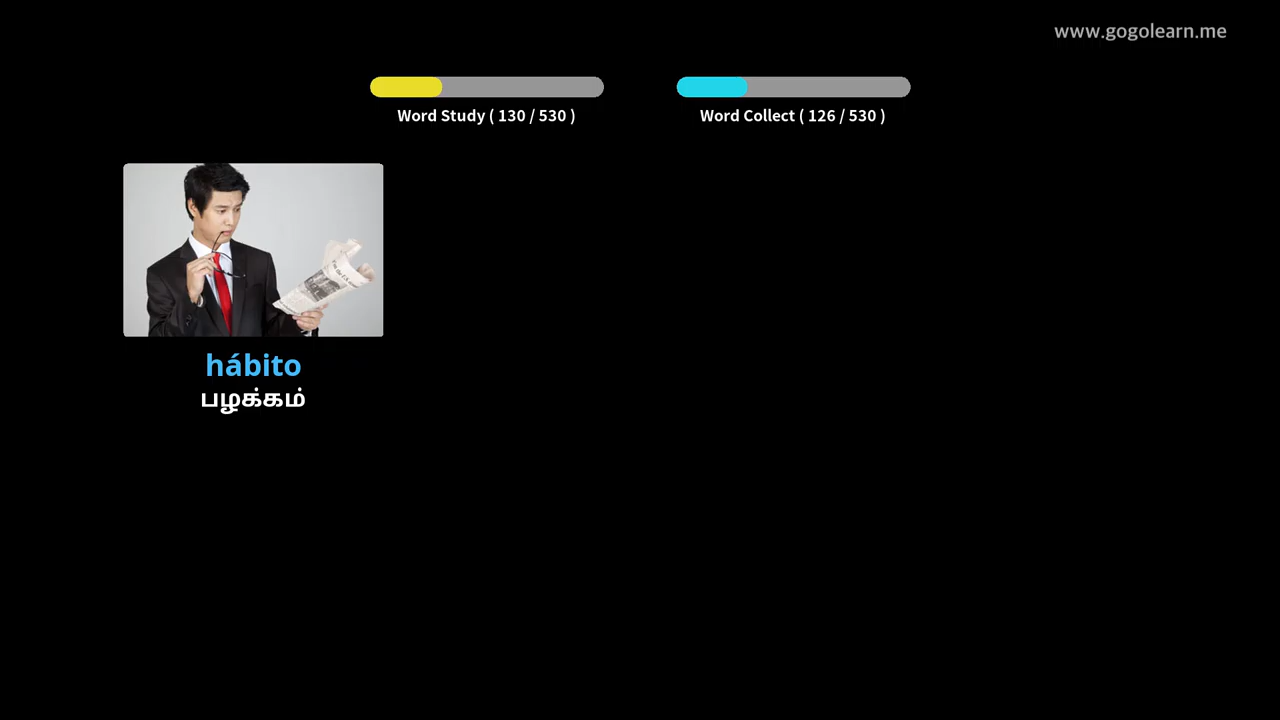 www.gogolearn.me
Word Study ( 130 / 530 )
Word Collect ( 126 / 530 )
hábito
பழக்கம்